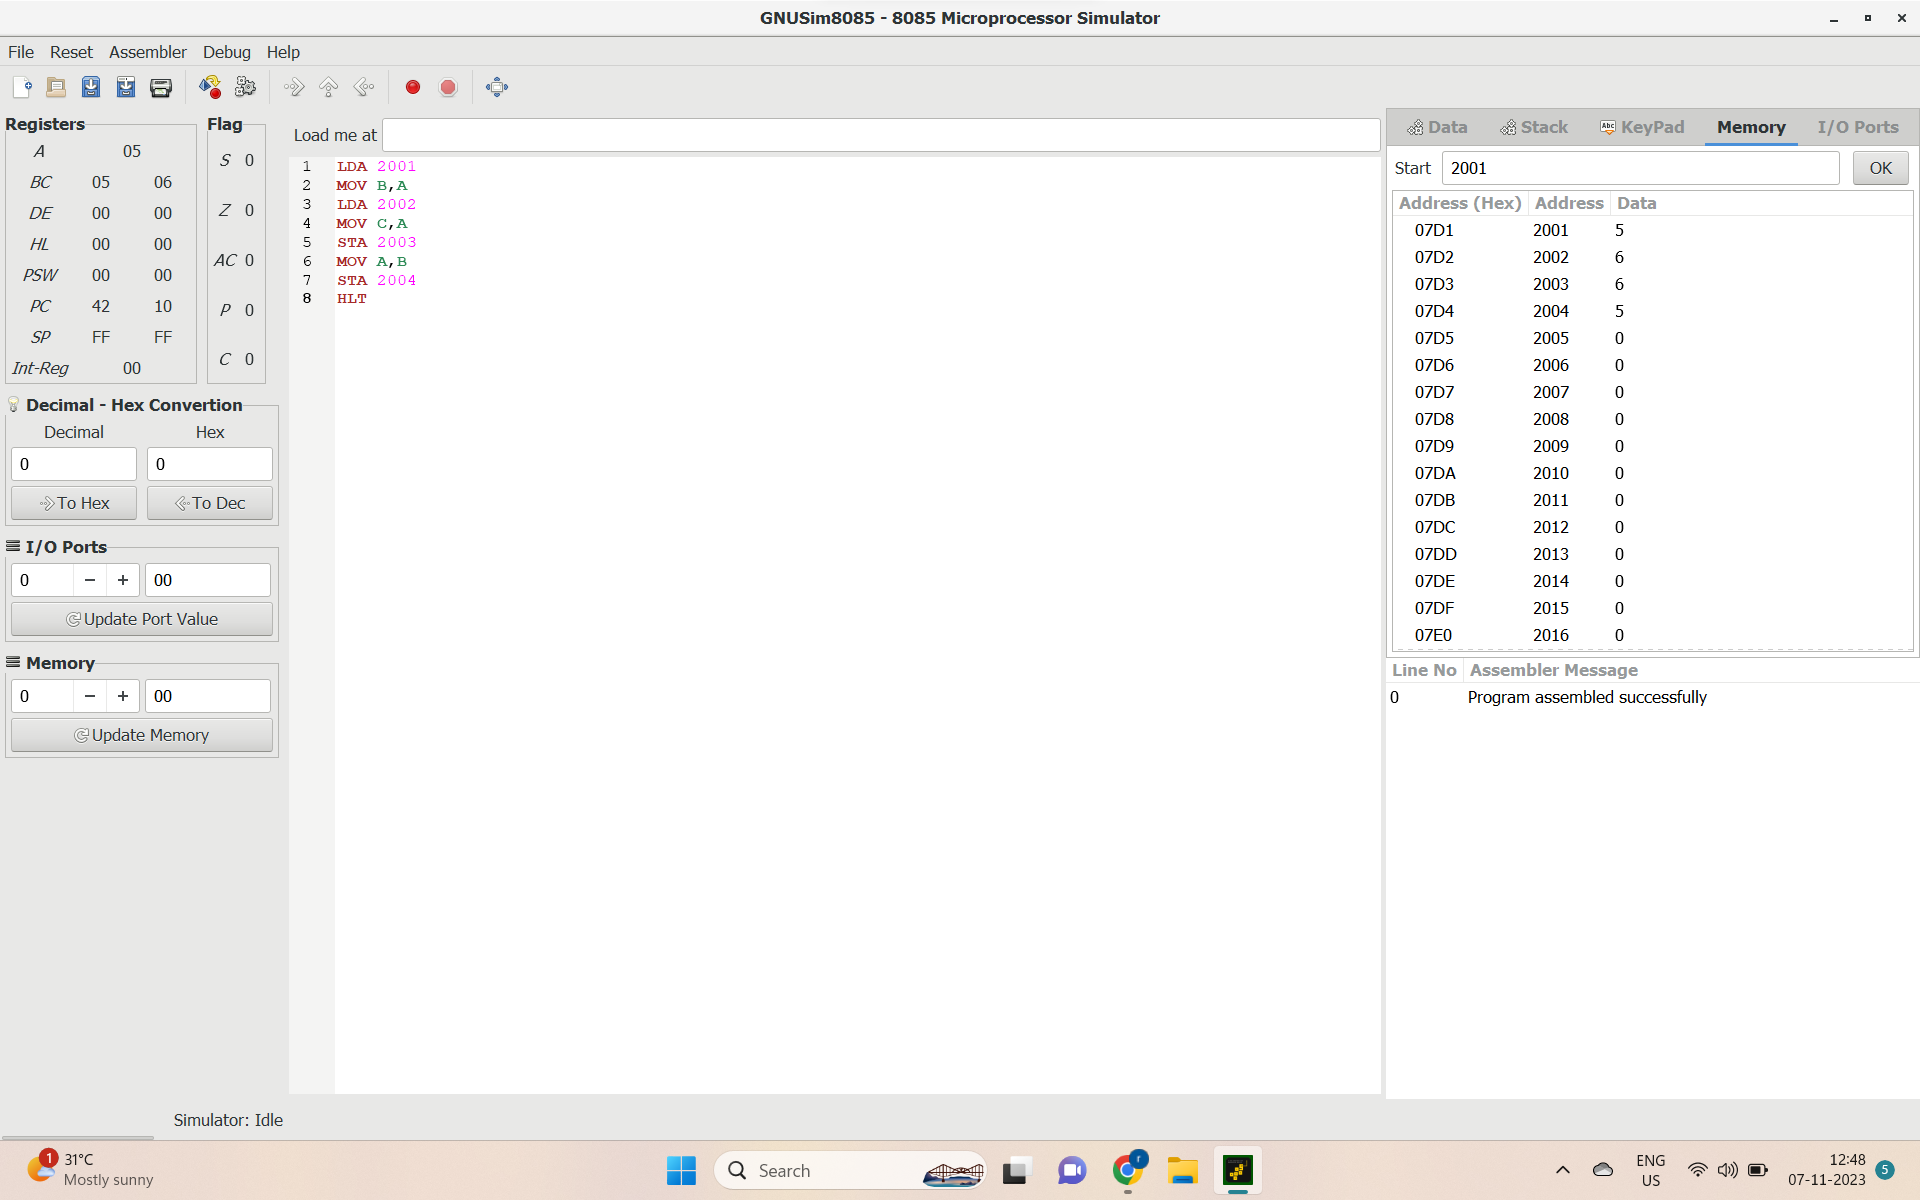 GNUSim8085 - 8085 Microprocessor Simulator
File Reset Assembler Debug Help
Registers
A 05
BC 05 06
DE 00 00
HL 00 00
PSW 00 00
PC 42 10
SP FF FF
Int-Reg 00
Flag
S 0
Z 0
AC 0
P 0
C 0
Decimal - Hex Convertion
Decimal Hex
0 0
To Hex To Dec
I/O Ports
0 − + 00
Update Port Value
Memory
0 − + 00
Update Memory
Load me at
1 LDA 2001
2 MOV B,A
3 LDA 2002
4 MOV C,A
5 STA 2003
6 MOV A,B
7 STA 2004
8 HLT
Data Stack Abc KeyPad Memory I/O Ports
Start 2001 OK
Address (Hex) Address Data
07D1 2001 5
07D2 2002 6
07D3 2003 6
07D4 2004 5
07D5 2005 0
07D6 2006 0
07D7 2007 0
07D8 2008 0
07D9 2009 0
07DA 2010 0
07DB 2011 0
07DC 2012 0
07DD 2013 0
07DE 2014 0
07DF 2015 0
07E0 2016 0
Line No Assembler Message
0 Program assembled successfully
Simulator: Idle
1 31°C
Mostly sunny
Search
r
ENG
US
12:48
07-11-2023
5